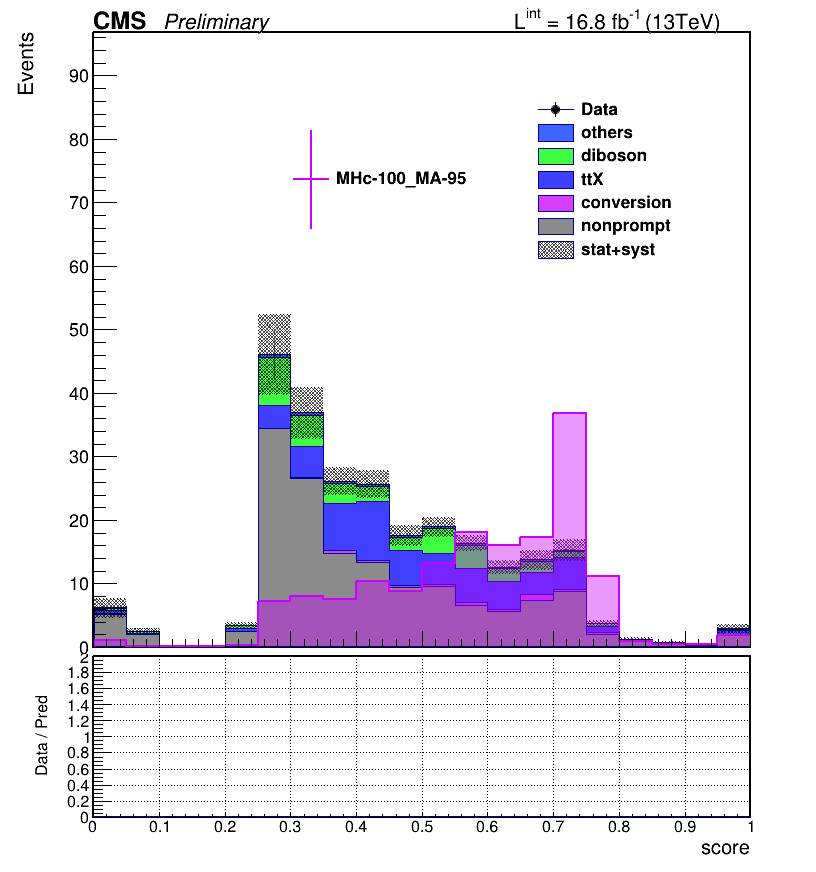 CMS Preliminary L^int = 16.8 fb^-1 (13TeV)
Events
90
80
70
60
50
40
30
20
10
0
Data
others
diboson
ttX
conversion
nonprompt
stat+syst
MHc-100_MA-95
Data / Pred
2
1.8
1.6
1.4
1.2
1
0.8
0.6
0.4
0.2
0
0 0.1 0.2 0.3 0.4 0.5 0.6 0.7 0.8 0.9 1
score